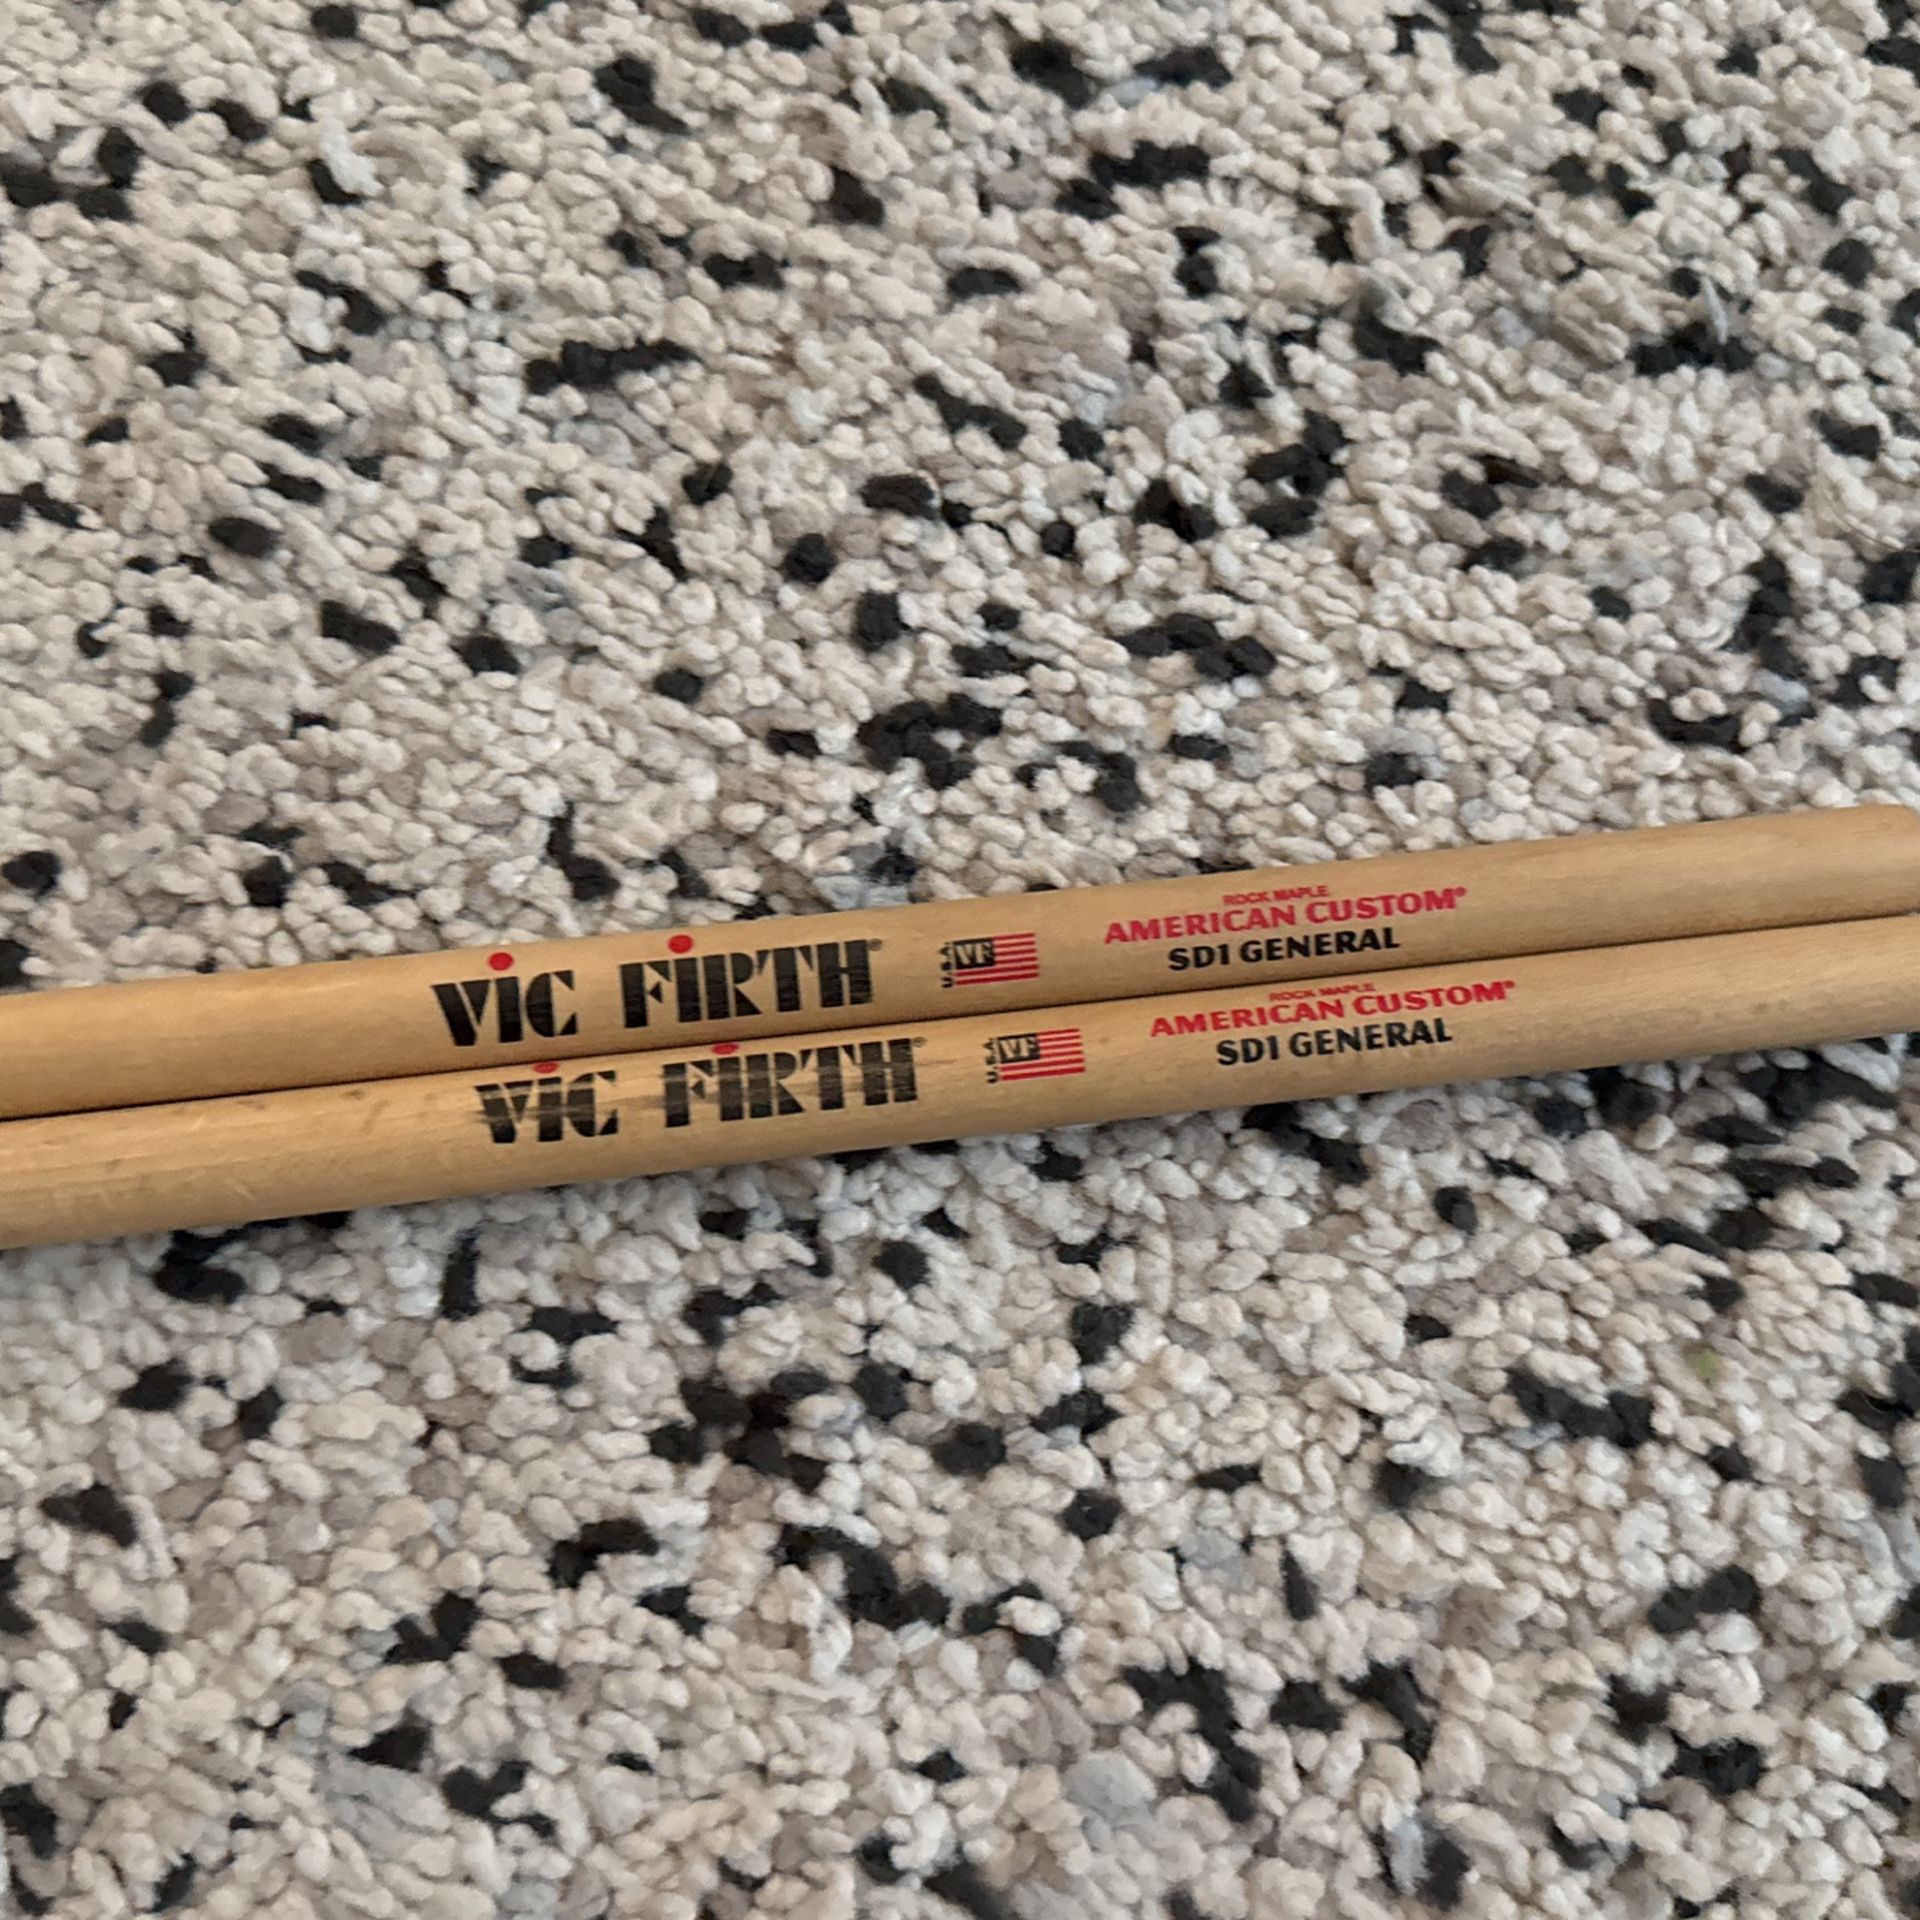 VIC FIRTH®
U.S.A.
VF
ROCK MAPLE
AMERICAN CUSTOM®
SD1 GENERAL
VIC FIRTH®
U.S.A.
VF
ROCK MAPLE
AMERICAN CUSTOM®
SD1 GENERAL